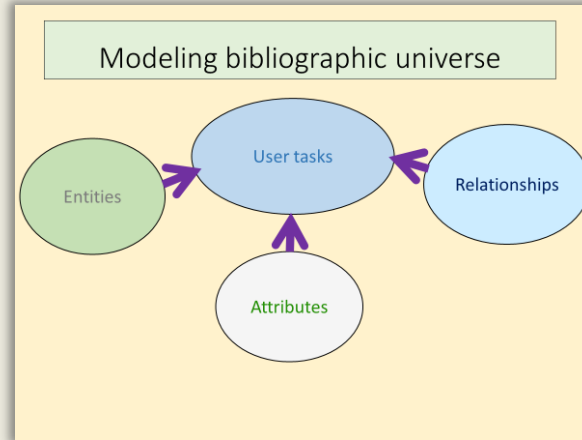 Modeling bibliographic universe
User tasks
Entities
Relationships
Attributes